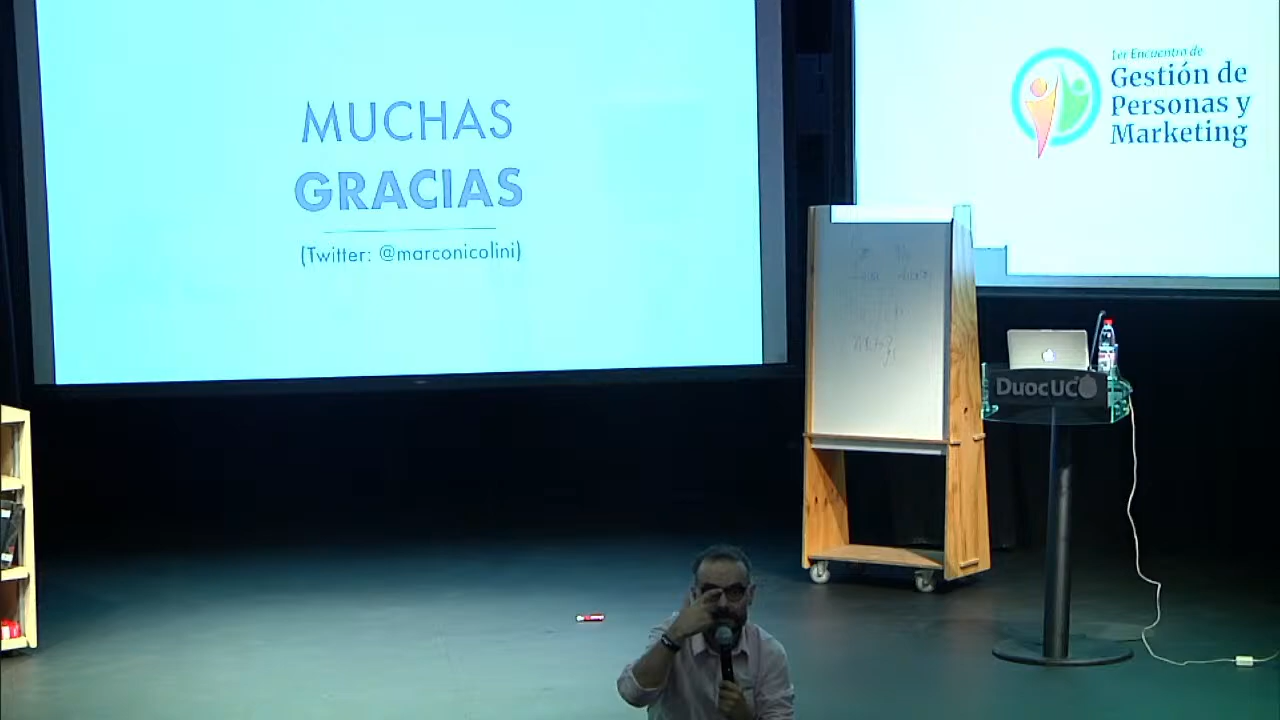 MUCHAS
GRACIAS
(Twitter: @marconicolini)
1er Encuentro de
Gestión de
Personas y
Marketing
DuocUC